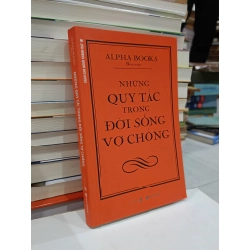 ALPHA BOOKS
NHỮNG
QUY TẮC
TRONG
ĐỜI SỐNG
VỢ CHỒNG